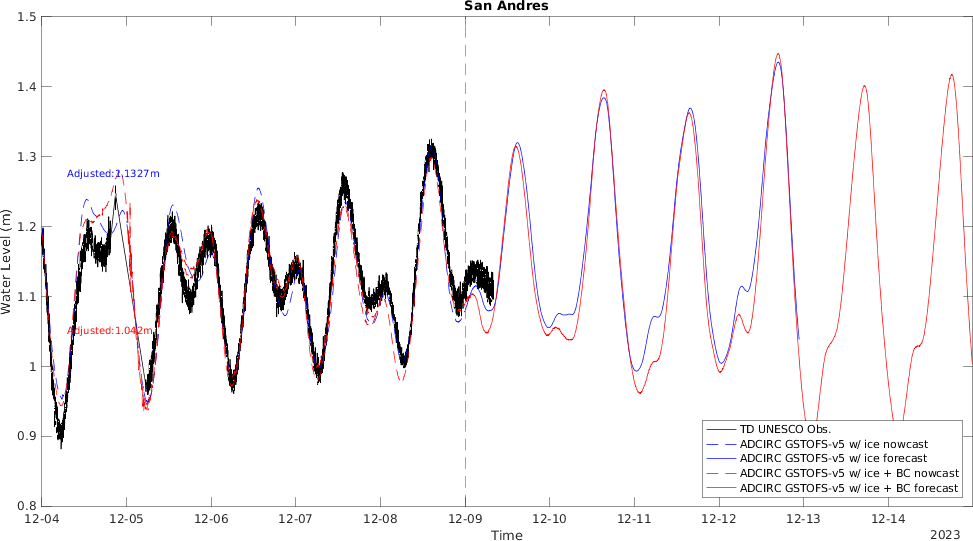 San Andres
1.5
1.4
1.3
1.2
1.1
1
0.9
0.8
Water Level (m)
Adjusted:1.1327m
Adjusted:1.042m
TD UNESCO Obs.
ADCIRC GSTOFS-v5 w/ ice nowcast
ADCIRC GSTOFS-v5 w/ ice forecast
ADCIRC GSTOFS-v5 w/ ice + BC nowcast
ADCIRC GSTOFS-v5 w/ ice + BC forecast
12-04 12-05 12-06 12-07 12-08 12-09 12-10 12-11 12-12 12-13 12-14
Time
2023